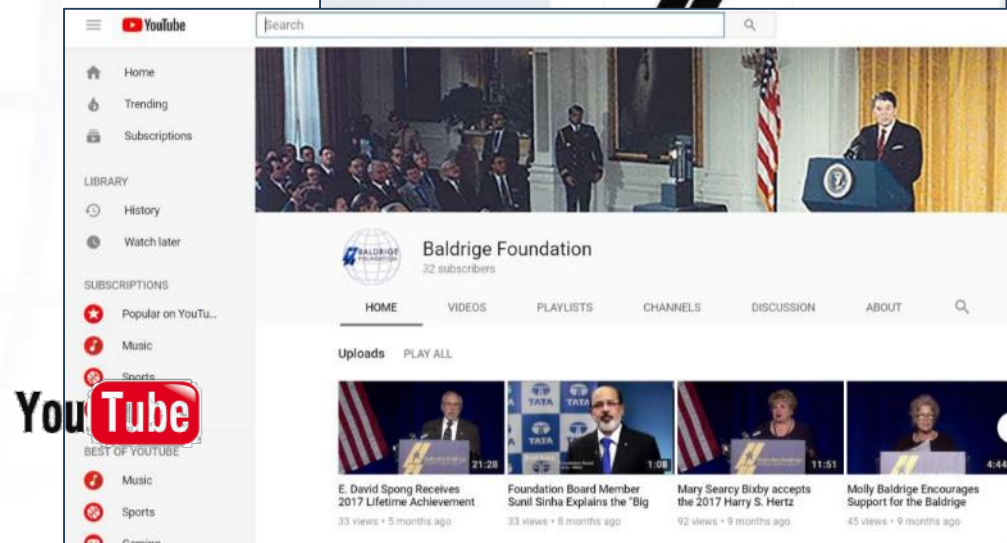 YouTube
Search
Home
Trending
Subscriptions
LIBRARY
History
Watch later
SUBSCRIPTIONS
Popular on YouTu...
Music
Sports
YouTube
BEST OF YOUTUBE
Music
Sports
Gaming
BALDRIGE
FOUNDATION
Baldrige Foundation
32 subscribers
HOME VIDEOS PLAYLISTS CHANNELS DISCUSSION ABOUT
Uploads PLAY ALL
21:28
TATA TATA
TATA
1:08
11:51
4:44
E. David Spong Receives
2017 Lifetime Achievement
33 views • 5 months ago
Foundation Board Member
Sunil Sinha Explains the "Big
33 views • 8 months ago
Mary Searcy Bixby accepts
the 2017 Harry S. Hertz
92 views • 9 months ago
Molly Baldrige Encourages
Support for the Baldrige
45 views • 9 months ago